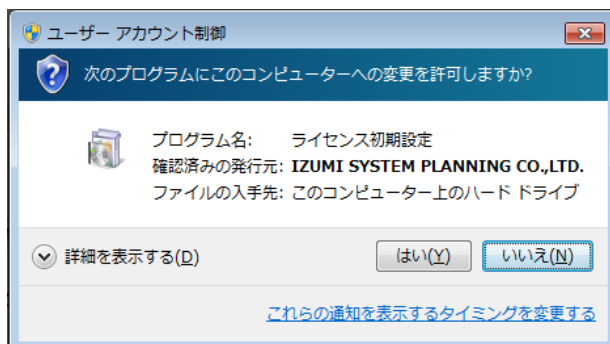 ユーザー アカウント制御
次のプログラムにこのコンピューターへの変更を許可しますか?
プログラム名: ライセンス初期設定
確認済みの発行元: IZUMI SYSTEM PLANNING CO.,LTD.
ファイルの入手先: このコンピューター上のハード ドライブ
詳細を表示する(D)
はい(Y)
いいえ(N)
これらの通知を表示するタイミングを変更する